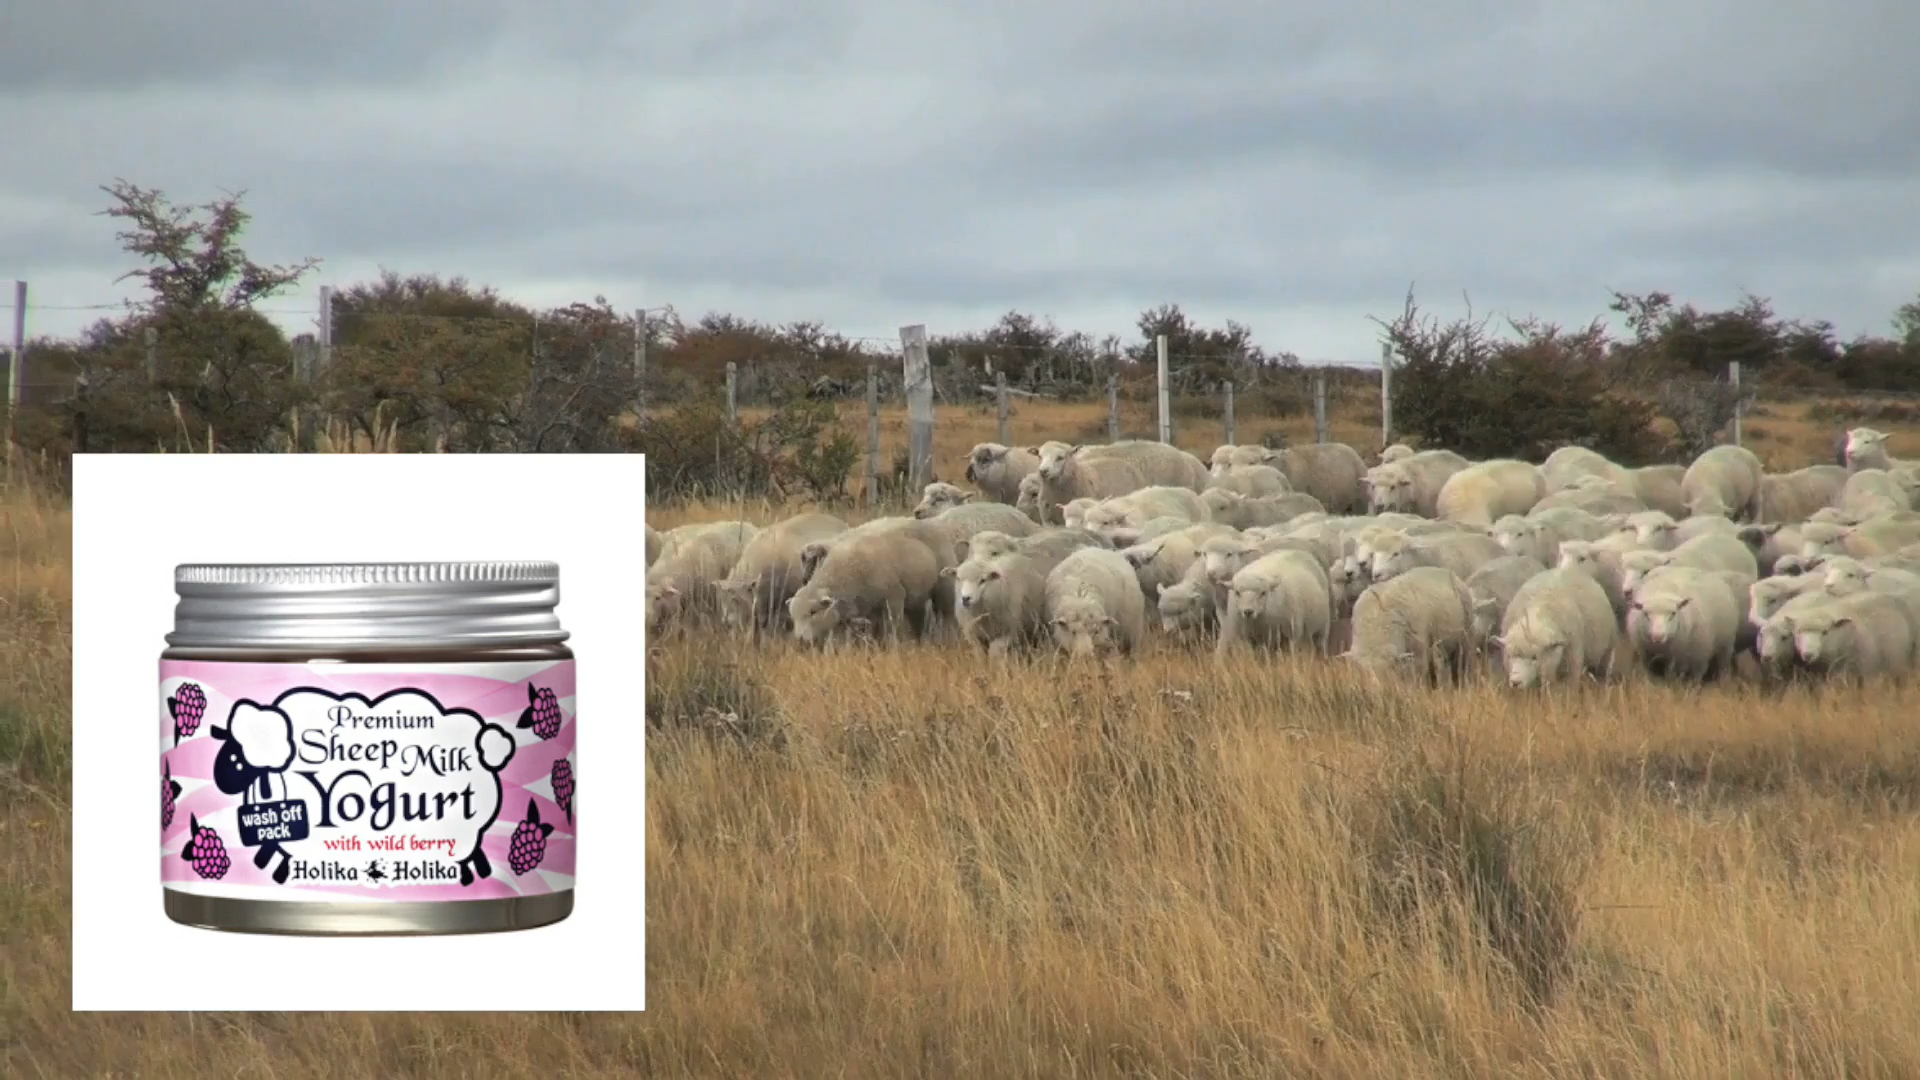 Premium
Sheep Milk
Yogurt
wash off
pack
with wild berry
Holika Holika